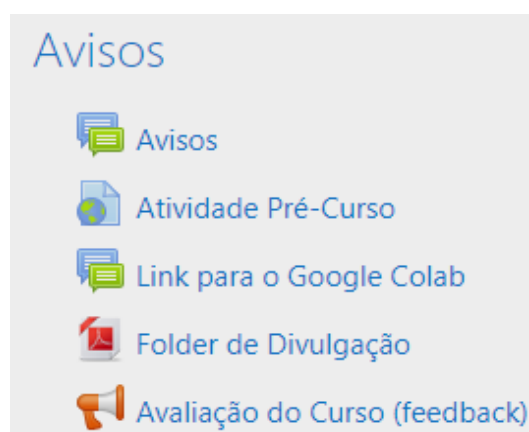 Avisos
Avisos
Atividade Pré-Curso
Link para o Google Colab
Folder de Divulgação
Avaliação do Curso (feedback)